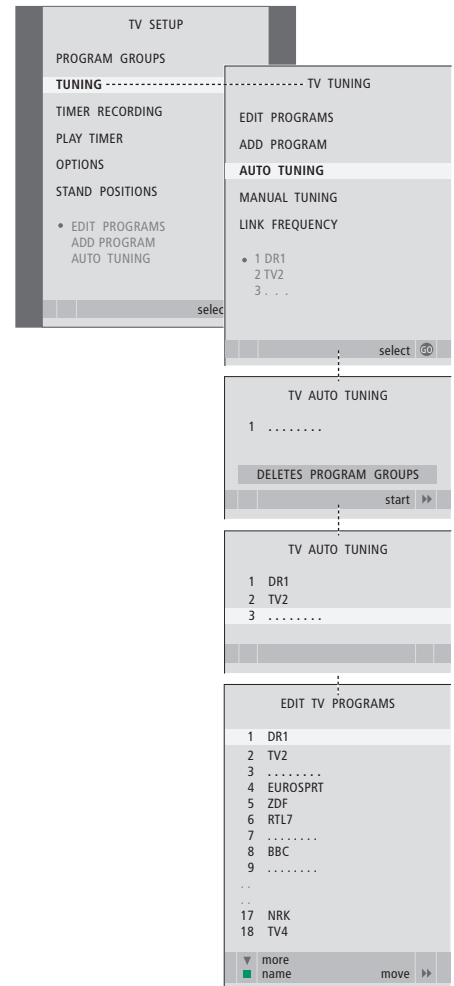 TV SETUP
PROGRAM GROUPS
TUNING
TIMER RECORDING
PLAY TIMER
OPTIONS
STAND POSITIONS
• EDIT PROGRAMS
ADD PROGRAM
AUTO TUNING
selec
TV TUNING
EDIT PROGRAMS
ADD PROGRAM
AUTO TUNING
MANUAL TUNING
LINK FREQUENCY
• 1 DR1
2 TV2
3 . . .
select GO
TV AUTO TUNING
1 ........
DELETES PROGRAM GROUPS
start
TV AUTO TUNING
1 DR1
2 TV2
3 ........
EDIT TV PROGRAMS
1 DR1
2 TV2
3 ........
4 EUROSPRT
5 ZDF
6 RTL7
7 ........
8 BBC
9 ........
. .
. .
17 NRK
18 TV4
more
name move